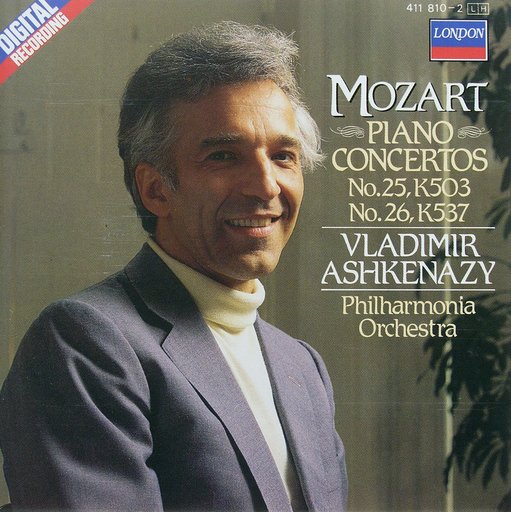 DIGITAL
RECORDING
411 810-2 LH
LONDON
MOZART
PIANO
CONCERTOS
No.25, K503
No.26, K537
VLADIMIR
ASHKENAZY
Philharmonia
Orchestra